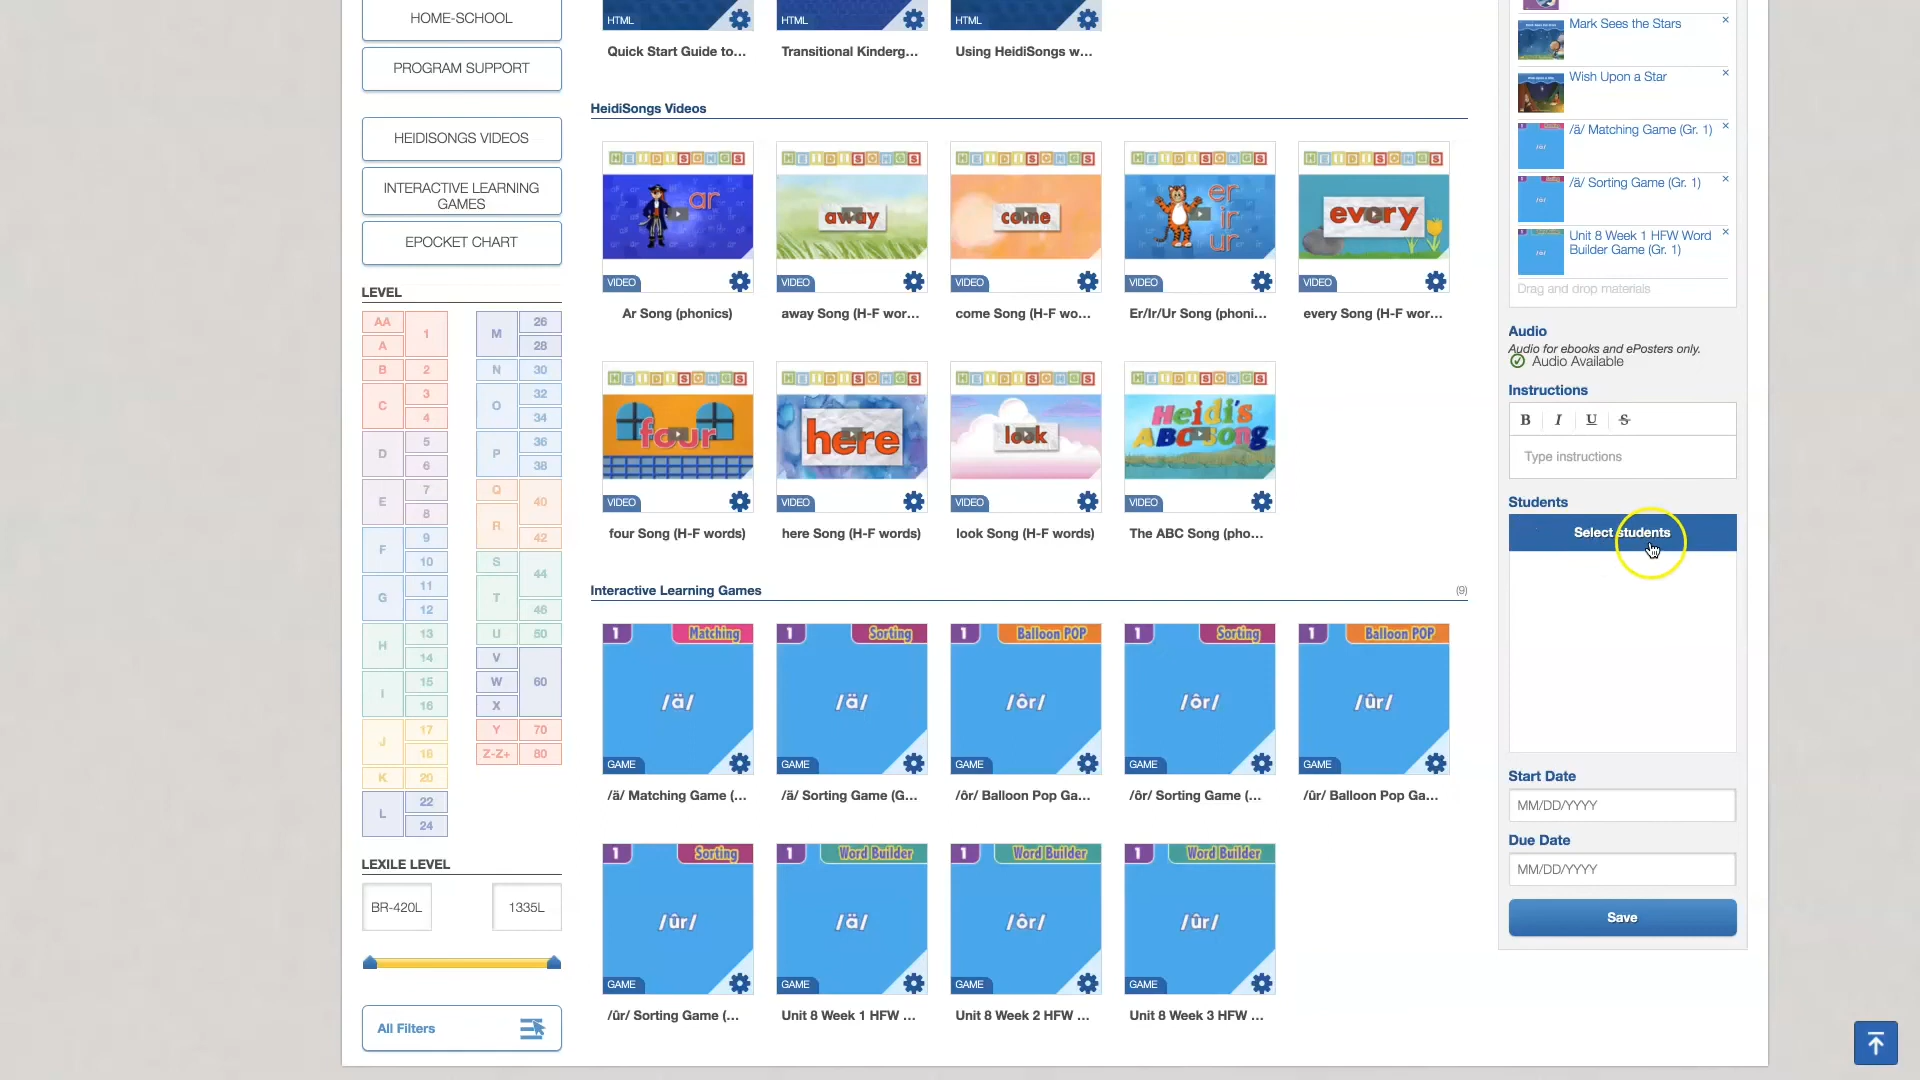 HOME-SCHOOL
PROGRAM SUPPORT
HEIDISONGS VIDEOS
INTERACTIVE LEARNING
GAMES
EPOCKET CHART
LEVEL
AA 1 M 26
A 28
B 2 N 30
C 3 O 32
4 34
D 5 P 36
6 38
E 7 Q 40
8 R
F 9 42
10 S 44
G 11 T
12 46
H 13 U 50
14 V 60
I 15 W
16 X
J 17 Y 70
18 Z-Z+ 80
K 20
L 22
24
LEXILE LEVEL
BR-420L 1335L
All Filters
HTML HTML HTML
Quick Start Guide to... Transitional Kinderg... Using HeidiSongs w...
HeidiSongs Videos
HEIDISONGS HEIDISONGS HEIDISONGS HEIDISONGS HEIDISONGS
ar away come er ir ur every
VIDEO VIDEO VIDEO VIDEO VIDEO
Ar Song (phonics) away Song (H-F wor... come Song (H-F wo... Er/Ir/Ur Song (phoni... every Song (H-F wor...
HEIDISONGS HEIDISONGS HEIDISONGS HEIDISONGS
four here look Heidi's ABC Song
VIDEO VIDEO VIDEO VIDEO
four Song (H-F words) here Song (H-F words) look Song (H-F words) The ABC Song (pho...
Interactive Learning Games (9)
1 Matching 1 Sorting 1 Balloon POP 1 Sorting 1 Balloon POP
/ä/ /ä/ /ôr/ /ôr/ /ûr/
GAME GAME GAME GAME GAME
/ä/ Matching Game (... /ä/ Sorting Game (G... /ôr/ Balloon Pop Ga... /ôr/ Sorting Game (... /ûr/ Balloon Pop Ga...
1 Sorting 1 Word Builder 1 Word Builder 1 Word Builder
/ûr/ /ä/ /ôr/ /ûr/
GAME GAME GAME GAME
/ûr/ Sorting Game (... Unit 8 Week 1 HFW ... Unit 8 Week 2 HFW ... Unit 8 Week 3 HFW ...
Mark Sees the Stars ×
Wish Upon a Star ×
/ä/ Matching Game (Gr. 1) ×
/ä/ Sorting Game (Gr. 1) ×
Unit 8 Week 1 HFW Word ×
Builder Game (Gr. 1)
Drag and drop materials
Audio
Audio for ebooks and ePosters only.
Audio Available
Instructions
B I U S
Type instructions
Students
Select students
Start Date
MM/DD/YYYY
Due Date
MM/DD/YYYY
Save